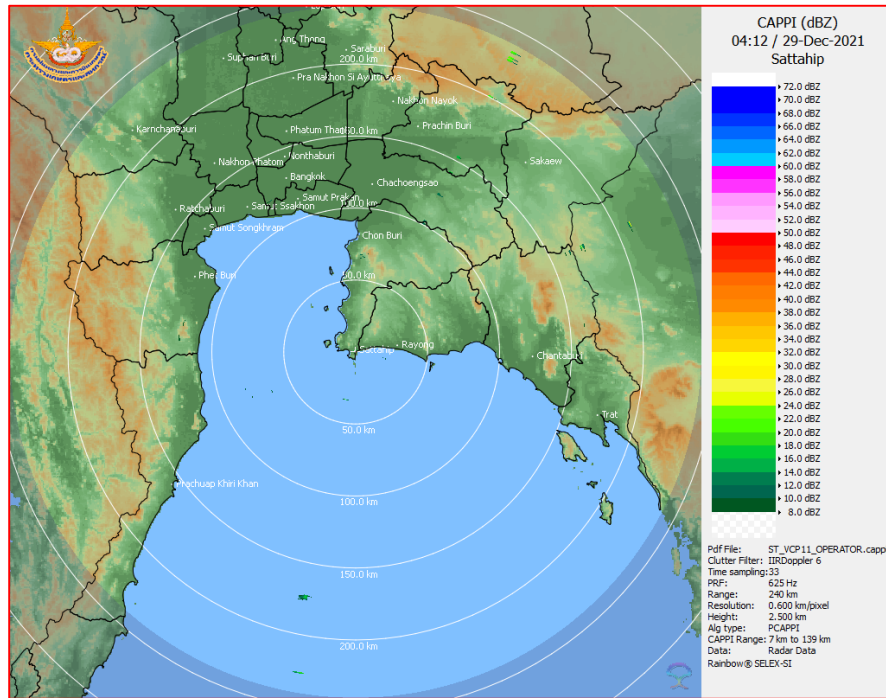 CAPPI (dBZ)
04:12 / 29-Dec-2021
Sattahip
72.0 dBZ
70.0 dBZ
68.0 dBZ
66.0 dBZ
64.0 dBZ
62.0 dBZ
60.0 dBZ
58.0 dBZ
56.0 dBZ
54.0 dBZ
52.0 dBZ
50.0 dBZ
48.0 dBZ
46.0 dBZ
44.0 dBZ
42.0 dBZ
40.0 dBZ
38.0 dBZ
36.0 dBZ
34.0 dBZ
32.0 dBZ
30.0 dBZ
28.0 dBZ
26.0 dBZ
24.0 dBZ
22.0 dBZ
20.0 dBZ
18.0 dBZ
16.0 dBZ
14.0 dBZ
12.0 dBZ
10.0 dBZ
8.0 dBZ
Pdf File: ST_VCP11_OPERATOR.capp
Clutter Filter: IIRDoppler 6
Time sampling:33
PRF: 625 Hz
Range: 240 km
Resolution: 0.600 km/pixel
Height: 2.500 km
Alg type: PCAPPI
CAPPI Range: 7 km to 139 km
Data: Radar Data
Rainbow® SELEX-SI
Ang Thong
Saraburi
Suphan Buri
200.0 km
Pra Nakhon Si Ayutthaya
Nakhon Nayok
Karnchanaburi
Phatum Thani
Prachin Buri
Nonthaburi
Nakhon Phatom
Sakaew
Bangkok
Chachoengsao
Samut Prakan
Ratchaburi
Samut Ssakhon
100.0 km
Samut Songkhram
Chon Buri
Phet Buri
50.0 km
Rayong
Sattahip
Chantaburi
Trat
50.0 km
Prachuap Khiri Khan
100.0 km
150.0 km
200.0 km